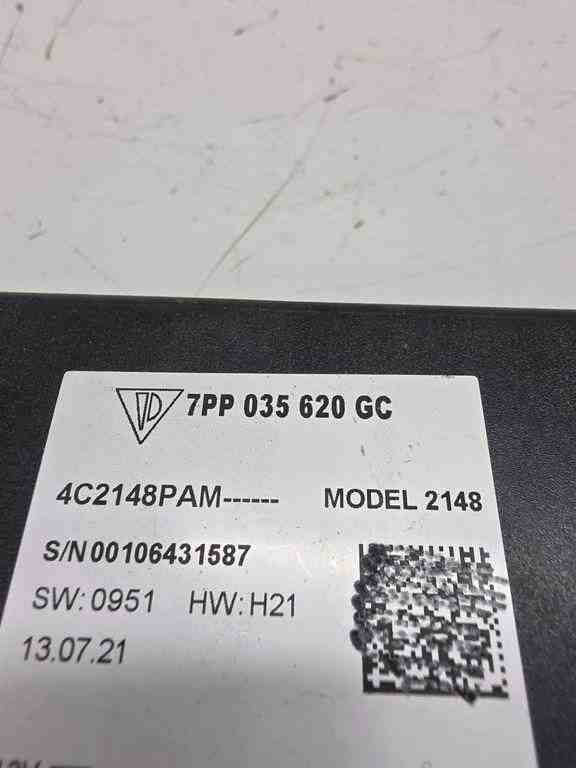 7PP 035 620 GC
4C2148PAM------ MODEL 2148
S/N 00106431587
SW: 0951 HW: H21
13.07.21